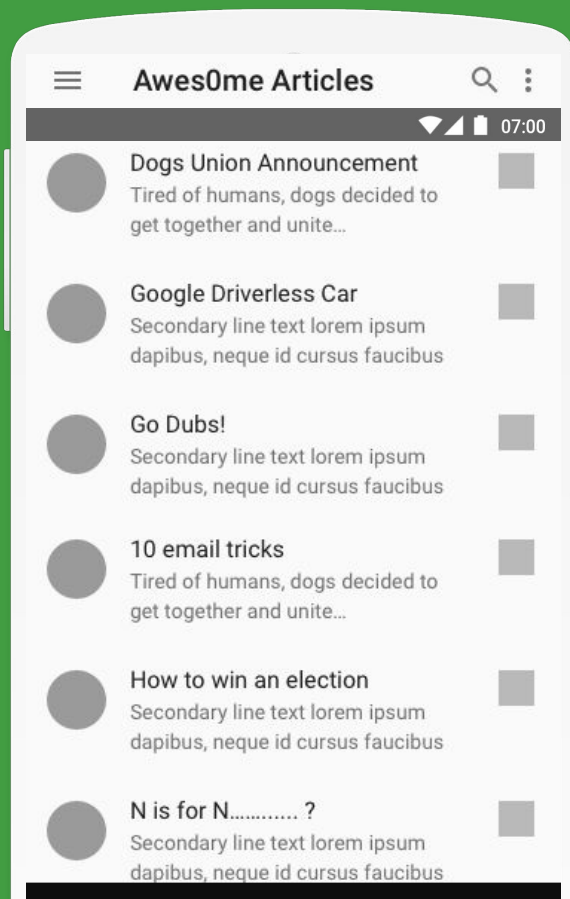 Awes0me Articles
07:00
Dogs Union Announcement
Tired of humans, dogs decided to
get together and unite...
Google Driverless Car
Secondary line text lorem ipsum
dapibus, neque id cursus faucibus
Go Dubs!
Secondary line text lorem ipsum
dapibus, neque id cursus faucibus
10 email tricks
Tired of humans, dogs decided to
get together and unite...
How to win an election
Secondary line text lorem ipsum
dapibus, neque id cursus faucibus
N is for N............ ?
Secondary line text lorem ipsum
dapibus, neque id cursus faucibus